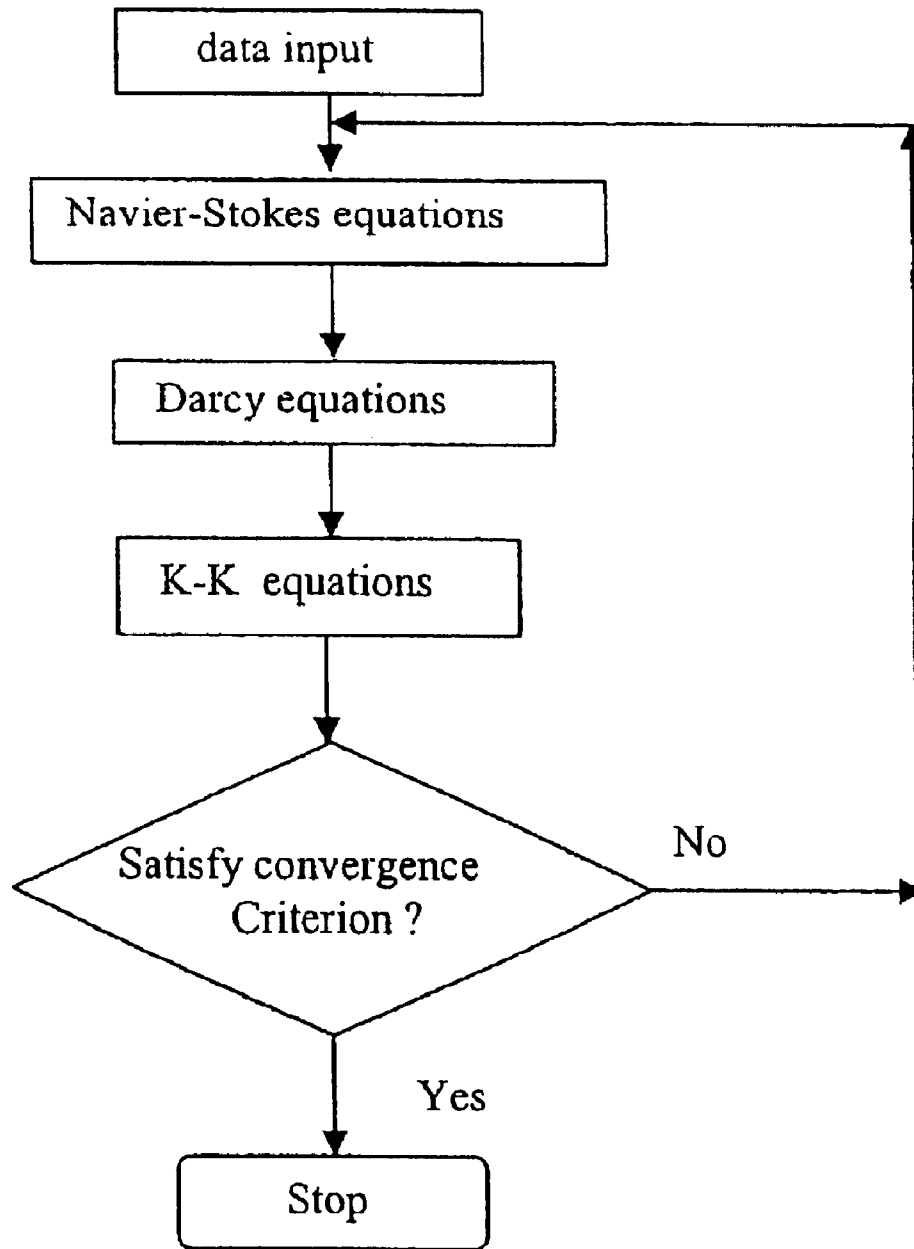 data input
Navier-Stokes equations
Darcy equations
K-K equations
Satisfy convergence
Criterion ?
No
Yes
Stop